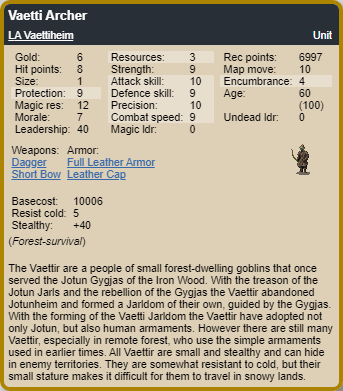 Vaetti Archer
LA Vaettiheim Unit
Gold: 6 Resources: 3 Rec points: 6997
Hit points: 8 Strength: 9 Map move: 10
Size: 1 Attack skill: 10 Encumbrance: 4
Protection: 9 Defence skill: 9 Age: 60
Magic res: 12 Precision: 10 (100)
Morale: 7 Combat speed: 9 Undead ldr: 0
Leadership: 40 Magic ldr: 0
Weapons: Armor:
Dagger Full Leather Armor
Short Bow Leather Cap
Basecost: 10006
Resist cold: 5
Stealthy: +40
(Forest-survival)
The Vaettir are a people of small forest-dwelling goblins that once
served the Jotun Gygjas of the Iron Wood. With the treason of the
Jotun Jarls and the rebellion of the Gygjas the Vaettir abandoned
Jotunheim and formed a Jarldom of their own, guided by the Gygjas.
With the forming of the Vaetti Jarldom the Vaettir have adopted not
only Jotun, but also human armaments. However there are still many
Vaettir, especially in remote forest, who use the simple armaments
used in earlier times. All Vaettir are small and stealthy and can hide
in enemy territories. They are somewhat resistant to cold, but their
small stature makes it difficult for them to travel in snowy lands.